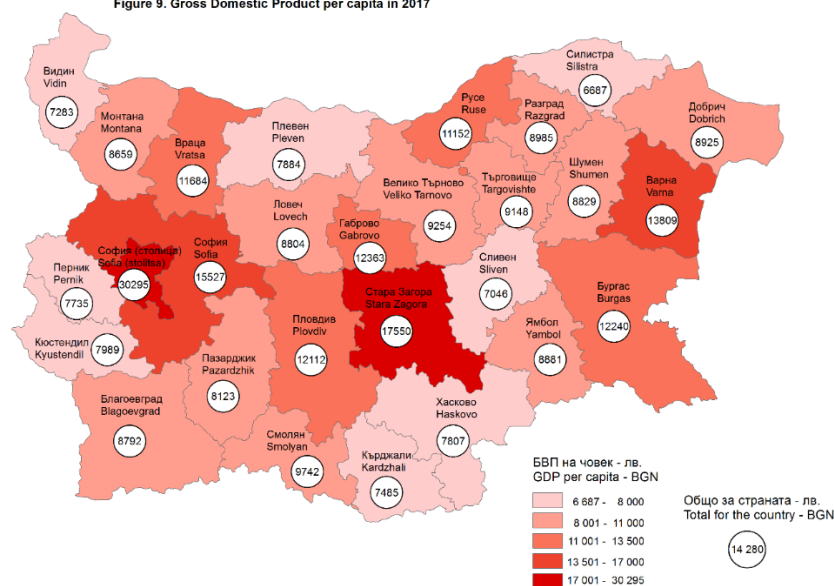 Figure 9. Gross Domestic Product per capita in 2017
Видин
Vidin
7283
Монтана
Montana
8659
Враца
Vratsa
11684
Плевен
Pleven
7884
Ловеч
Lovech
8804
Велико Търново
Veliko Tarnovo
9254
Габрово
Gabrovo
12363
Русе
Ruse
11152
Разград
Razgrad
8985
Силистра
Silistra
6687
Добрич
Dobrich
8925
Търговище
Targovishte
9148
Шумен
Shumen
8829
Варна
Varna
13809
София (столица)
Sofia (stolitsa)
30295
София
Sofia
15527
Перник
Pernik
7735
Кюстендил
Kyustendil
7989
Благоевград
Blagoevgrad
8792
Пазарджик
Pazardzhik
8123
Пловдив
Plovdiv
12112
Стара Загора
Stara Zagora
17550
Сливен
Sliven
7046
Ямбол
Yambol
8881
Бургас
Burgas
12240
Смолян
Smolyan
9742
Кърджали
Kardzhali
7485
Хасково
Haskovo
7807
БВП на човек - лв.
GDP per capita - BGN
6 687 - 8 000
8 001 - 11 000
11 001 - 13 500
13 501 - 17 000
17 001 - 30 295
Общо за страната - лв.
Total for the country - BGN
14 280